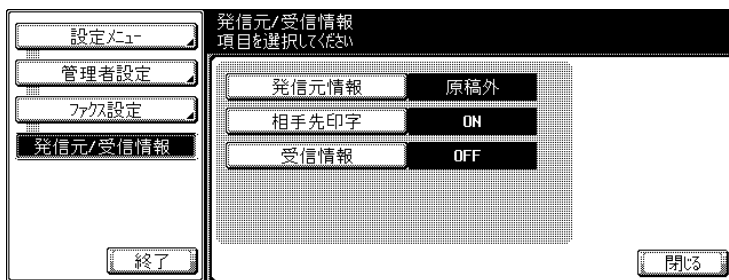 設定メニュー
管理者設定
ファクス設定
発信元/受信情報
終了
発信元/受信情報
項目を選択してください
発信元情報 原稿外
相手先印字 ON
受信情報 OFF
閉じる